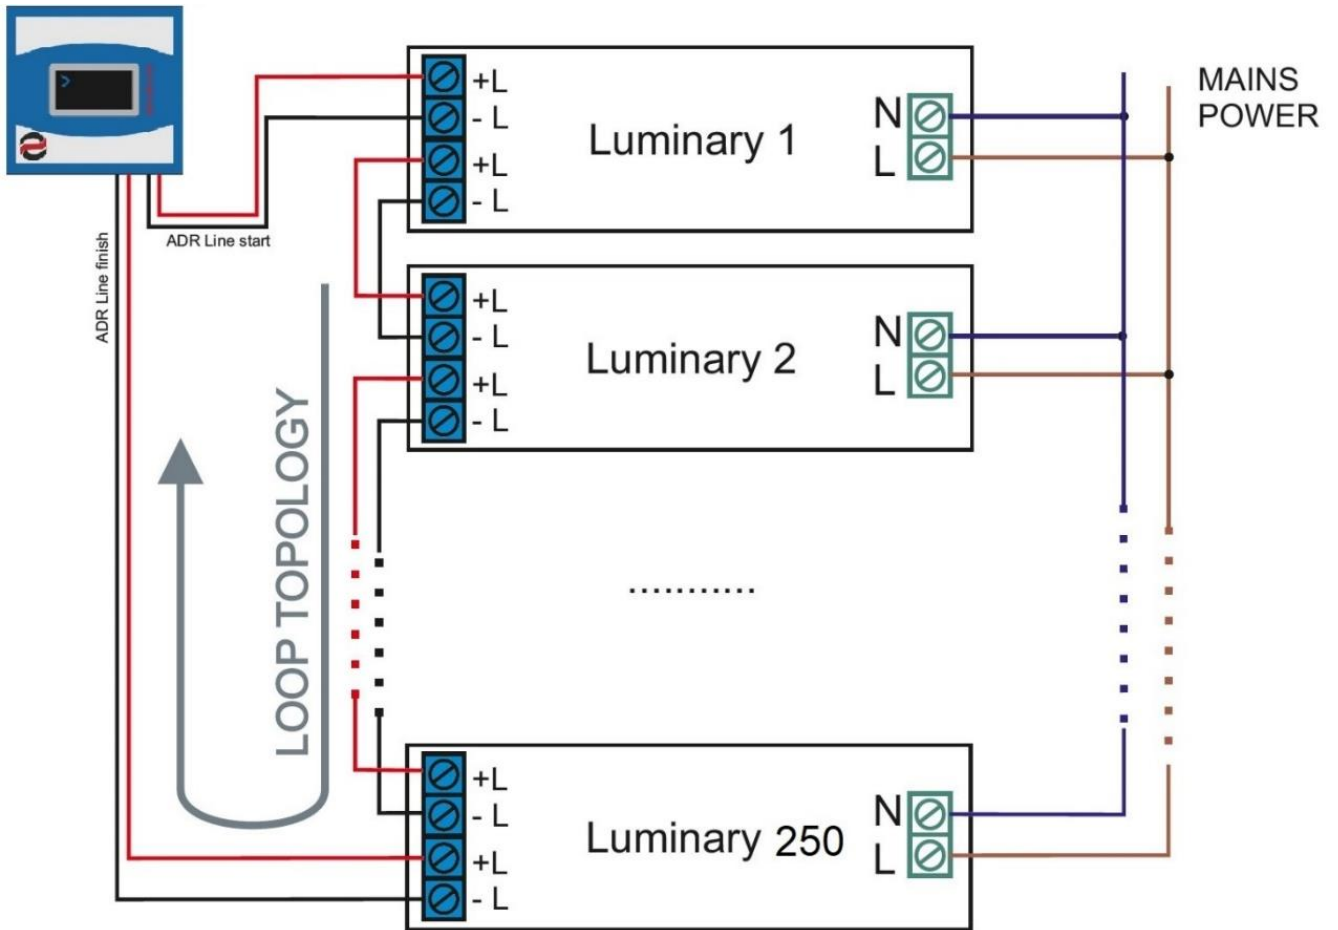 MAINS
POWER
+L
- L
+L
- L
Luminary 1
N
L
ADR Line start
ADR Line finish
LOOP TOPOLOGY
+L
- L
+L
- L
Luminary 2
N
L
...........
+L
- L
+L
- L
Luminary 250
N
L